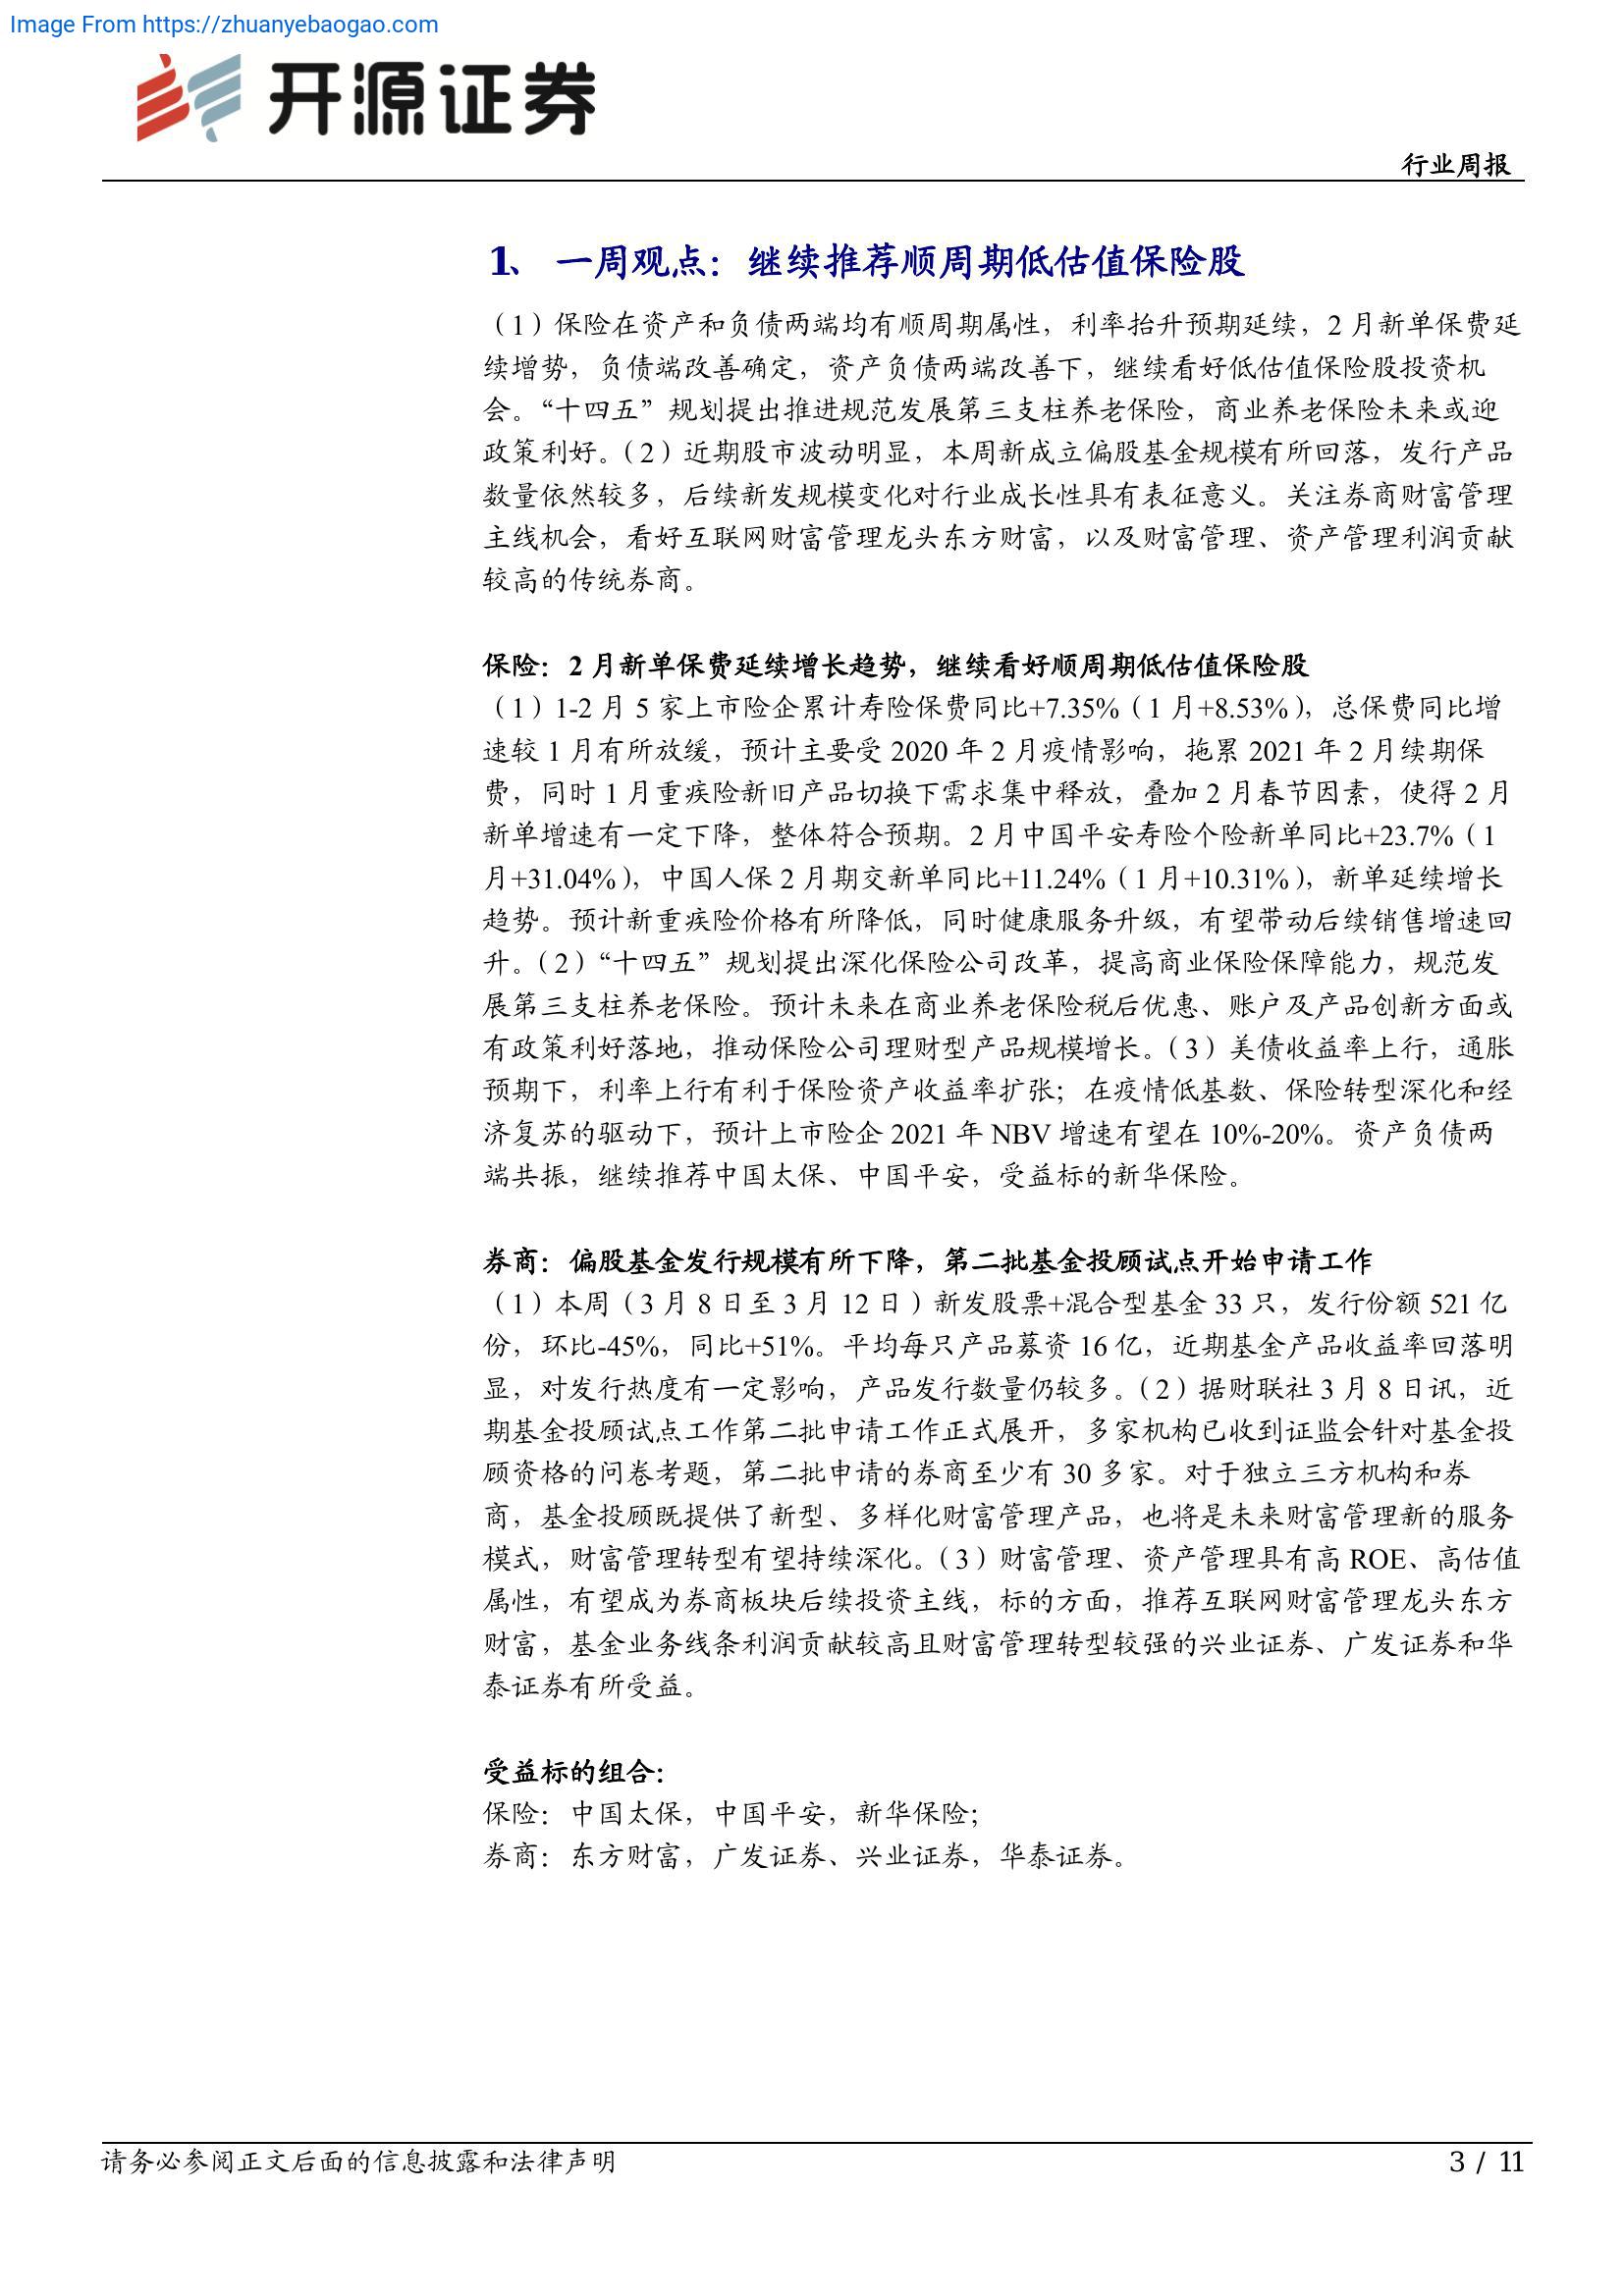 Image From https://zhuanyebaogao.com
开源证券
行业周报
1、 一周观点：继续推荐顺周期低估值保险股
（1）保险在资产和负债两端均有顺周期属性，利率抬升预期延续，2 月新单保费延
续增势，负债端改善确定，资产负债两端改善下，继续看好低估值保险股投资机
会。“十四五”规划提出推进规范发展第三支柱养老保险，商业养老保险未来或迎
政策利好。（2）近期股市波动明显，本周新成立偏股基金规模有所回落，发行产品
数量依然较多，后续新发规模变化对行业成长性具有表征意义。关注券商财富管理
主线机会，看好互联网财富管理龙头东方财富，以及财富管理、资产管理利润贡献
较高的传统券商。
保险：2 月新单保费延续增长趋势，继续看好顺周期低估值保险股
（1）1-2 月 5 家上市险企累计寿险保费同比+7.35%（1 月+8.53%），总保费同比增
速较 1 月有所放缓，预计主要受 2020 年 2 月疫情影响，拖累 2021 年 2 月续期保
费，同时 1 月重疾险新旧产品切换下需求集中释放，叠加 2 月春节因素，使得 2 月
新单增速有一定下降，整体符合预期。2 月中国平安寿险个险新单同比+23.7%（1
月+31.04%），中国人保 2 月期交新单同比+11.24%（1 月+10.31%），新单延续增长
趋势。预计新重疾险价格有所降低，同时健康服务升级，有望带动后续销售增速回
升。（2）“十四五”规划提出深化保险公司改革，提高商业保险保障能力，规范发
展第三支柱养老保险。预计未来在商业养老保险税后优惠、账户及产品创新方面或
有政策利好落地，推动保险公司理财型产品规模增长。（3）美债收益率上行，通胀
预期下，利率上行有利于保险资产收益率扩张；在疫情低基数、保险转型深化和经
济复苏的驱动下，预计上市险企 2021 年 NBV 增速有望在 10%-20%。资产负债两
端共振，继续推荐中国太保、中国平安，受益标的新华保险。
券商：偏股基金发行规模有所下降，第二批基金投顾试点开始申请工作
（1）本周（3 月 8 日至 3 月 12 日）新发股票+混合型基金 33 只，发行份额 521 亿
份，环比-45%，同比+51%。平均每只产品募资 16 亿，近期基金产品收益率回落明
显，对发行热度有一定影响，产品发行数量仍较多。（2）据财联社 3 月 8 日讯，近
期基金投顾试点工作第二批申请工作正式展开，多家机构已收到证监会针对基金投
顾资格的问卷考题，第二批申请的券商至少有 30 多家。对于独立三方机构和券
商，基金投顾既提供了新型、多样化财富管理产品，也将是未来财富管理新的服务
模式，财富管理转型有望持续深化。（3）财富管理、资产管理具有高 ROE、高估值
属性，有望成为券商板块后续投资主线，标的方面，推荐互联网财富管理龙头东方
财富，基金业务线条利润贡献较高且财富管理转型较强的兴业证券、广发证券和华
泰证券有所受益。
受益标的组合：
保险：中国太保，中国平安，新华保险；
券商：东方财富，广发证券、兴业证券，华泰证券。
请务必参阅正文后面的信息披露和法律声明
3 / 11